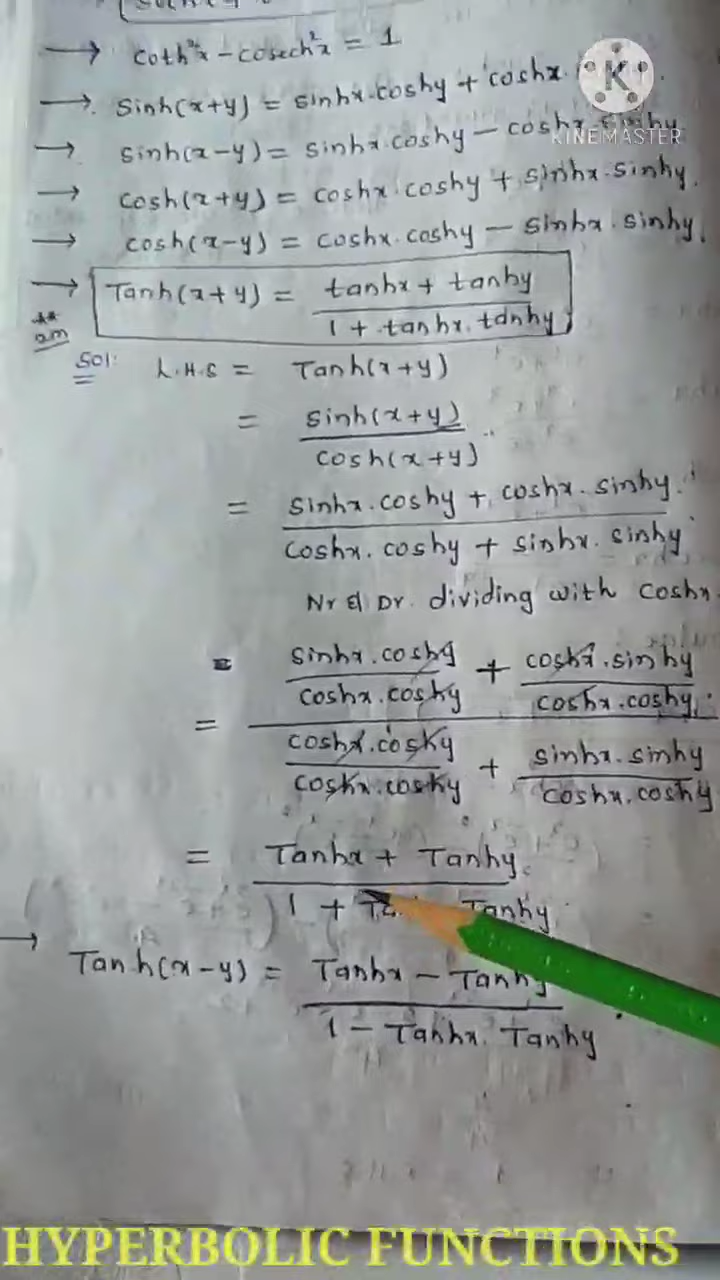 → coth²x - cosech²x = 1
→ sinh(x+y) = sinhx.coshy + coshx.
→ sinh(x-y) = sinhx.coshy - coshx.sinhy
→ cosh(x+y) = coshx.coshy + sinhx.sinhy.
→ cosh(x-y) = coshx.coshy - sinhx.sinhy.
→ Tanh(x+y) = tanhx + tanhy / 1 + tanhx.tanhy
** am
Sol: L.H.S = Tanh(x+y)
= sinh(x+y) / cosh(x+y)
= sinhx.coshy + coshx.sinhy / coshx.coshy + sinhx.sinhy
Nr & Dr. dividing with coshx.
= sinhx.coshy / coshx.coshy + coshx.sinhy / coshx.coshy
= coshx.coshy / coshx.coshy + sinhx.sinhy / coshx.coshy
= Tanhx + Tanhy / 1 + Tanhy
→ Tanh(x-y) = Tanhx - Tanhy / 1 - Tanhx.Tanhy
K
KINEMASTER
HYPERBOLIC FUNCTIONS